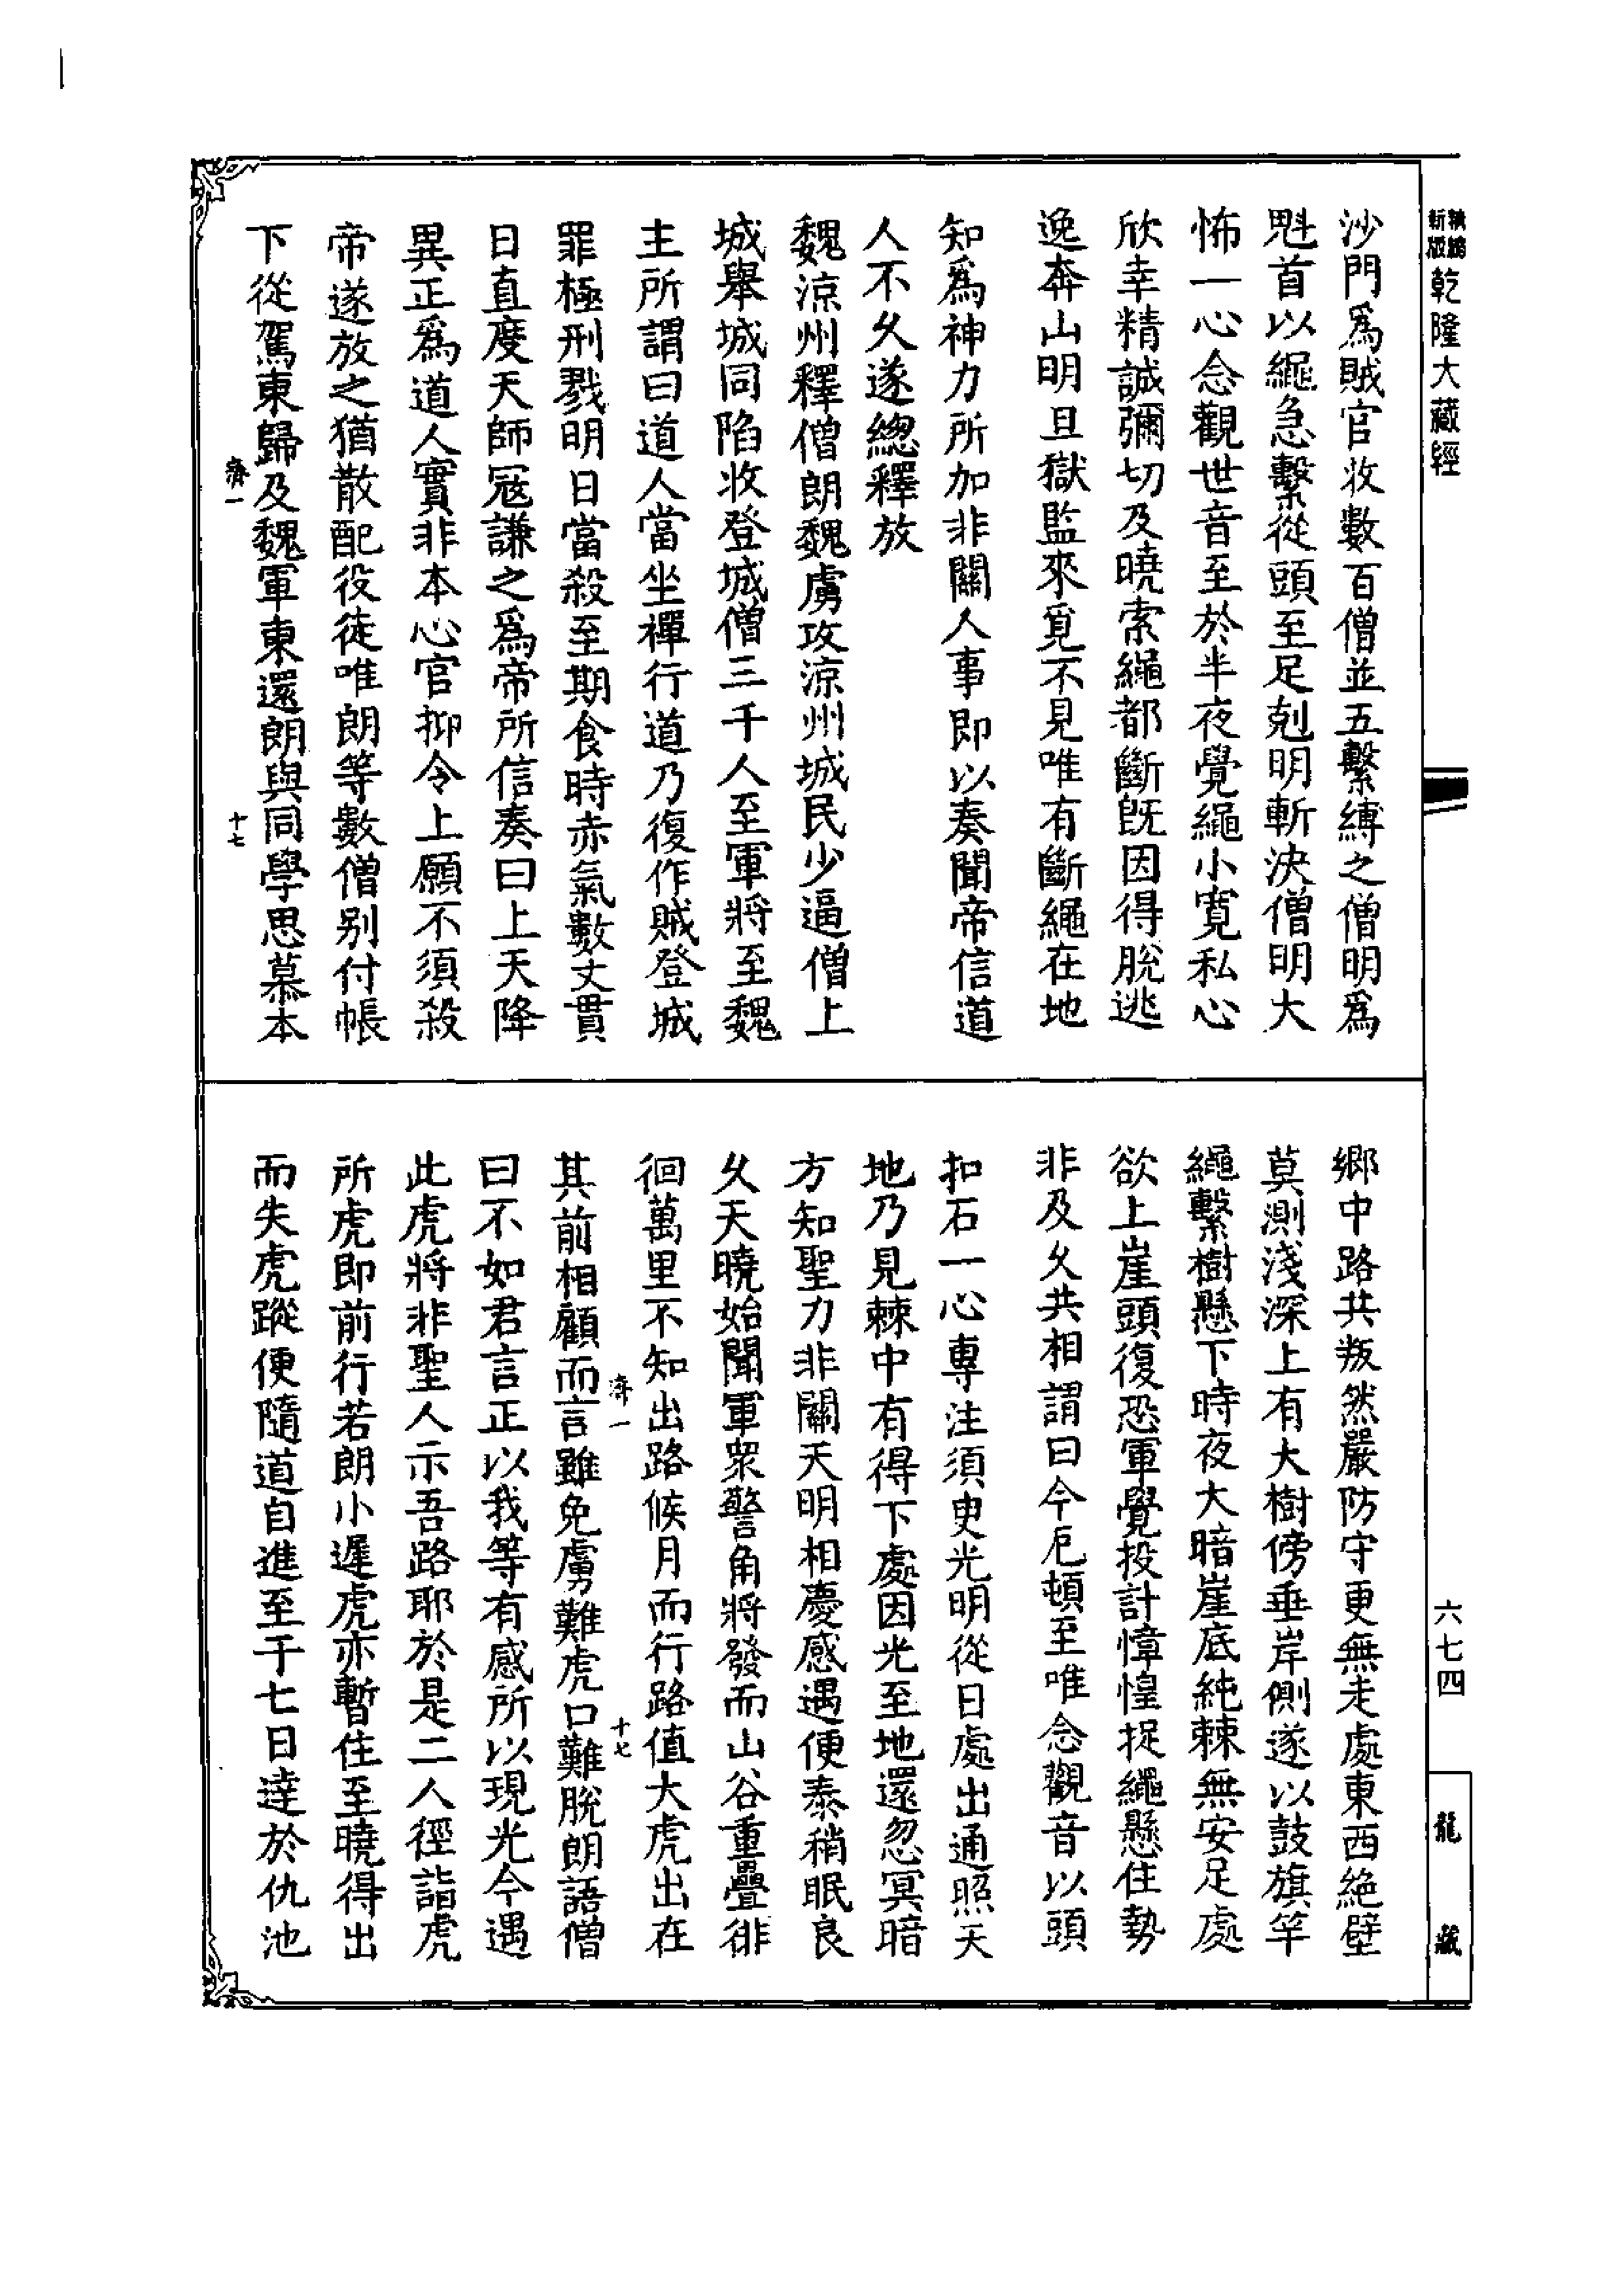 新版精縮乾隆大藏經
沙門爲賊官收數百僧並五繫縛之僧明爲
魁首以繩急繫從頭至足剋明斬決僧明大
怖一心念觀世音至於半夜覺繩小寬私心
欣幸精誠彌切及曉索繩都斷旣因得脫逃
逸奔山明旦獄監來覓不見唯有斷繩在地
知爲神力所加非關人事即以奏聞帝信道
人不久遂總釋放
魏涼州釋僧朗魏虜攻涼州城民少逼僧上
城舉城同陷收登城僧三千人至軍將至魏
主所謂曰道人當坐禪行道乃復作賊登城
罪極刑戮明日當殺至期食時赤氣數丈貫
日直度天師寇謙之爲帝所信奏曰上天降
異正爲道人實非本心官抑令上願不須殺
帝遂放之猶散配役徒唯朗等數僧別付帳
下從駕東歸及魏軍東還朗與同學思慕本
濟一 十七
鄉中路共叛然嚴防守更無走處東西絕壁
莫測淺深上有大樹傍垂岸側遂以鼓旗竿
繩繫樹懸下時夜大暗崖底純棘無安足處
欲上崖頭復恐軍覺投計慞惶捉繩懸住勢
非及久共相謂曰今厄頓至唯念觀音以頭
扣石一心專注須臾光明從日處出通照天
地乃見棘中有得下處因光至地還忽冥暗
方知聖力非關天明相慶感遇便泰稍眠良
久天曉始聞軍衆警角將發而山谷重疊徘
徊萬里不知出路候月而行路值大虎出在
濟一 十七
其前相顧而言雖免虜難虎口難脫朗語僧
曰不如君言正以我等有感所以現光今遇
此虎將非聖人示吾路耶於是二人徑詣虎
所虎即前行若朗小遲虎亦暫住至曉得出
而失虎蹤便隨道自進至于七日達於仇池
六七四
龍藏